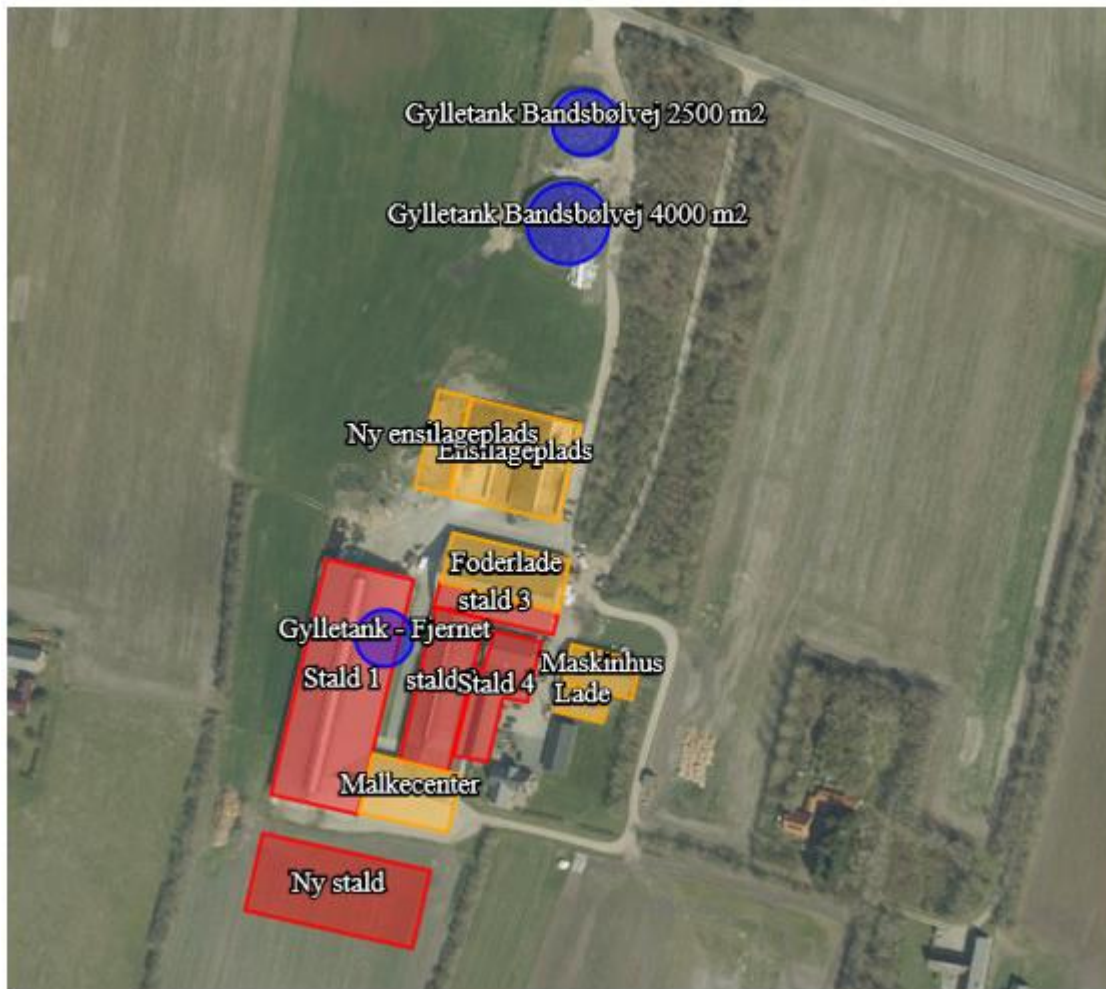 Gylletank Bandsbølvej 2500 m2
Gylletank Bandsbølvej 4000 m2
Ny ensilageplads
Ensilageplads
Foderlade
stald 3
Gylletank - Fjernet
Stald 1
stald
Stald 4
Maskinhus
Lade
Malkecenter
Ny stald